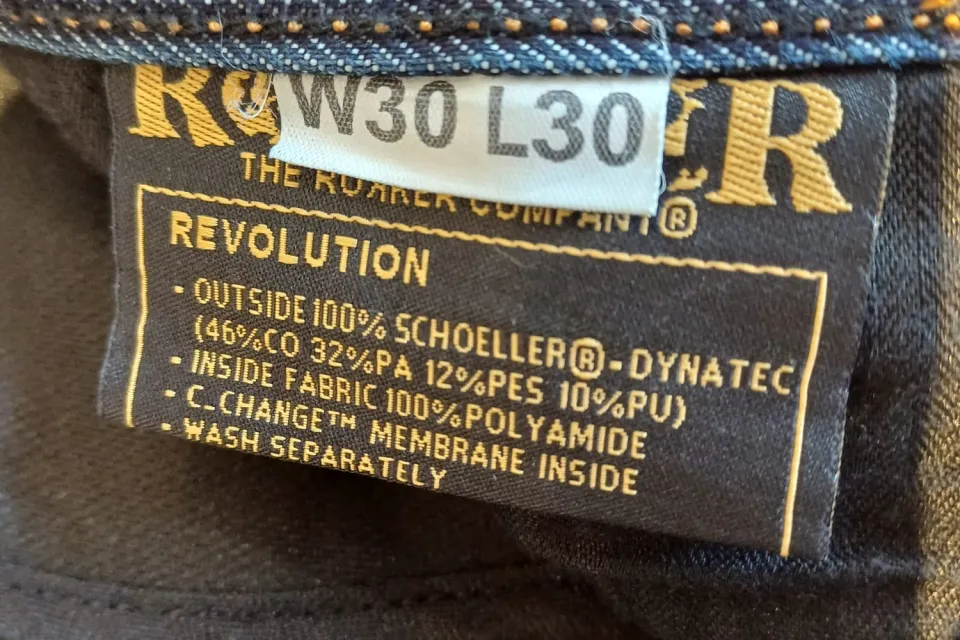 W30 L30
THE ROKKER COMPANY®
REVOLUTION
- OUTSIDE 100% SCHOELLER®-DYNATEC
(46%CO 32%PA 12%PES 10%PU)
- INSIDE FABRIC 100%POLYAMIDE
- C_CHANGE™ MEMBRANE INSIDE
- WASH SEPARATELY